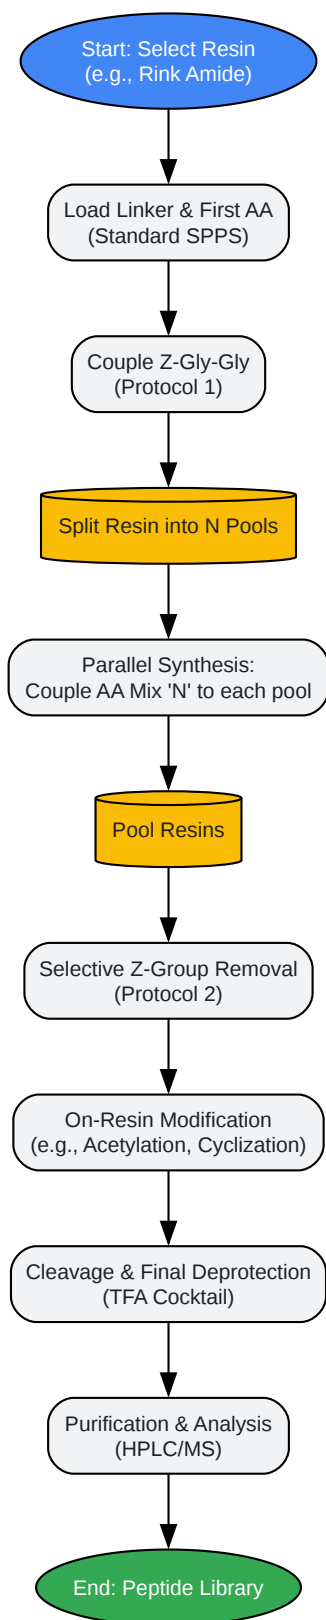 Start: Select Resin
(e.g., Rink Amide)
Load Linker & First AA
(Standard SPPS)
Couple Z-Gly-Gly
(Protocol 1)
Split Resin into N Pools
Parallel Synthesis:
Couple AA Mix 'N' to each pool
Pool Resins
Selective Z-Group Removal
(Protocol 2)
On-Resin Modification
(e.g., Acetylation, Cyclization)
Cleavage & Final Deprotection
(TFA Cocktail)
Purification & Analysis
(HPLC/MS)
End: Peptide Library